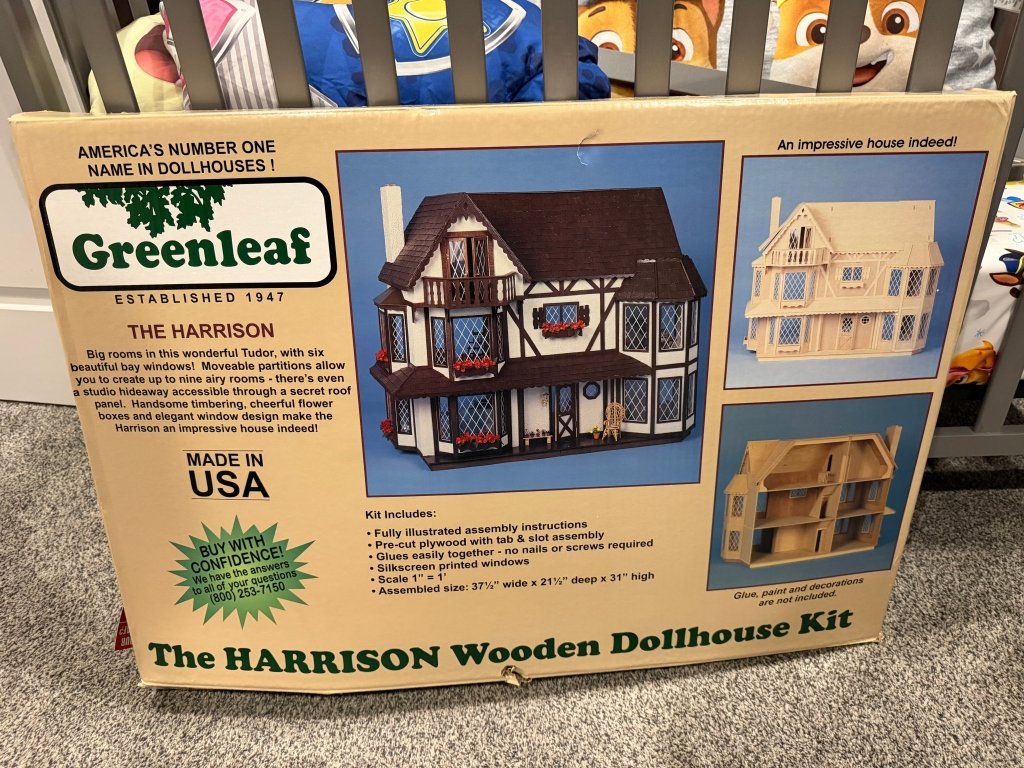 AMERICA'S NUMBER ONE
NAME IN DOLLHOUSES !
Greenleaf
ESTABLISHED 1947
THE HARRISON
Big rooms in this wonderful Tudor, with six
beautiful bay windows! Moveable partitions allow
you to create up to nine airy rooms - there's even
a studio hideaway accessible through a secret roof
panel. Handsome timbering, cheerful flower
boxes and elegant window design make the
Harrison an impressive house indeed!
MADE IN
USA
BUY WITH
CONFIDENCE!
We have the answers
to all of your questions
(800) 253-7150
An impressive house indeed!
Kit Includes:
• Fully illustrated assembly instructions
• Pre-cut plywood with tab & slot assembly
• Glues easily together - no nails or screws required
• Silkscreen printed windows
• Scale 1" = 1'
• Assembled size: 37½" wide x 21½" deep x 31" high
Glue, paint and decorations
are not included.
The HARRISON Wooden Dollhouse Kit